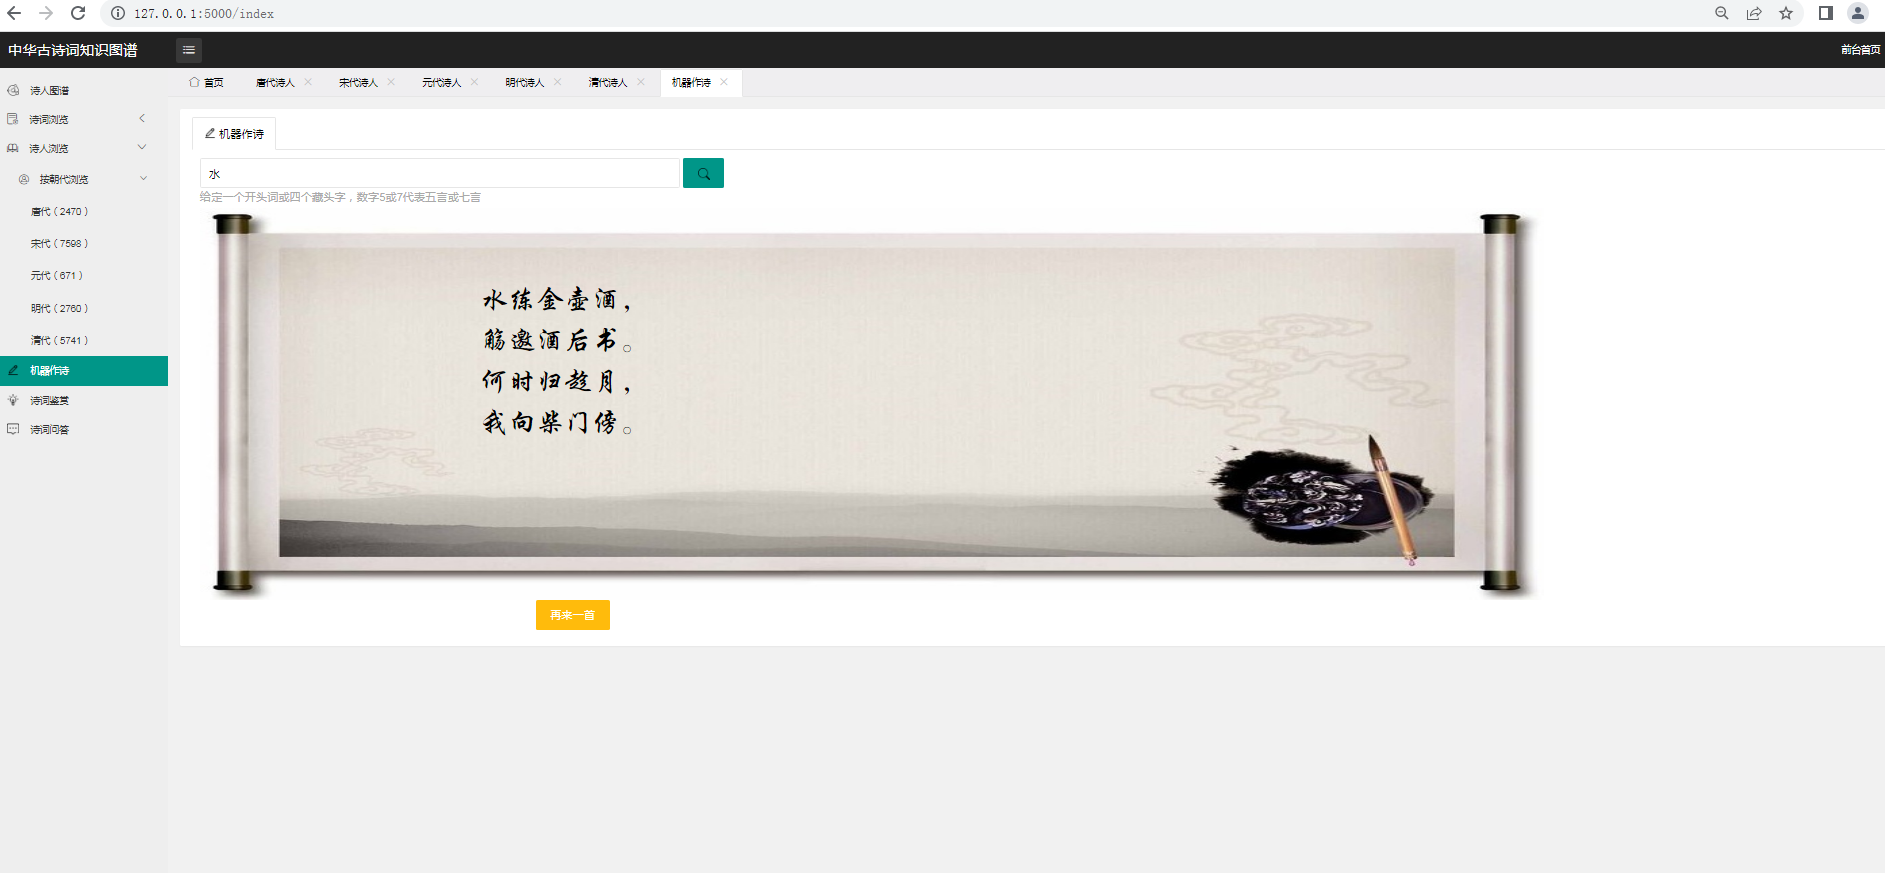 127.0.0.1:5000/index
中华古诗词知识图谱
前台首页
诗人图谱
诗词浏览
诗人浏览
按朝代浏览
唐代（2470）
宋代（7598）
元代（671）
明代（2760）
清代（5741）
机器作诗
诗词鉴赏
诗词问答
首页 唐代诗人 宋代诗人 元代诗人 明代诗人 清代诗人 机器作诗
机器作诗
水
给定一个开头词或四个藏头字，数字5或7代表五言或七言
水练金壶酒，
觞邀酒后书。
何时归趁月，
我向柴门傍。
再来一首